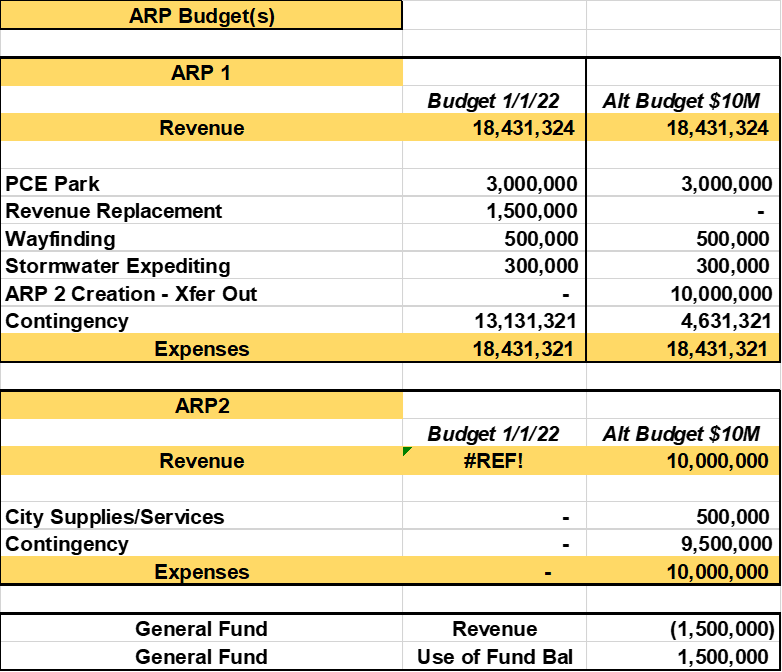 ARP Budget(s)
ARP 1
Budget 1/1/22 Alt Budget $10M
Revenue 18,431,324 18,431,324
PCE Park 3,000,000 3,000,000
Revenue Replacement 1,500,000 -
Wayfinding 500,000 500,000
Stormwater Expediting 300,000 300,000
ARP 2 Creation - Xfer Out - 10,000,000
Contingency 13,131,321 4,631,321
Expenses 18,431,321 18,431,321
ARP2
Budget 1/1/22 Alt Budget $10M
Revenue #REF! 10,000,000
City Supplies/Services - 500,000
Contingency - 9,500,000
Expenses - 10,000,000
General Fund Revenue (1,500,000)
General Fund Use of Fund Bal 1,500,000